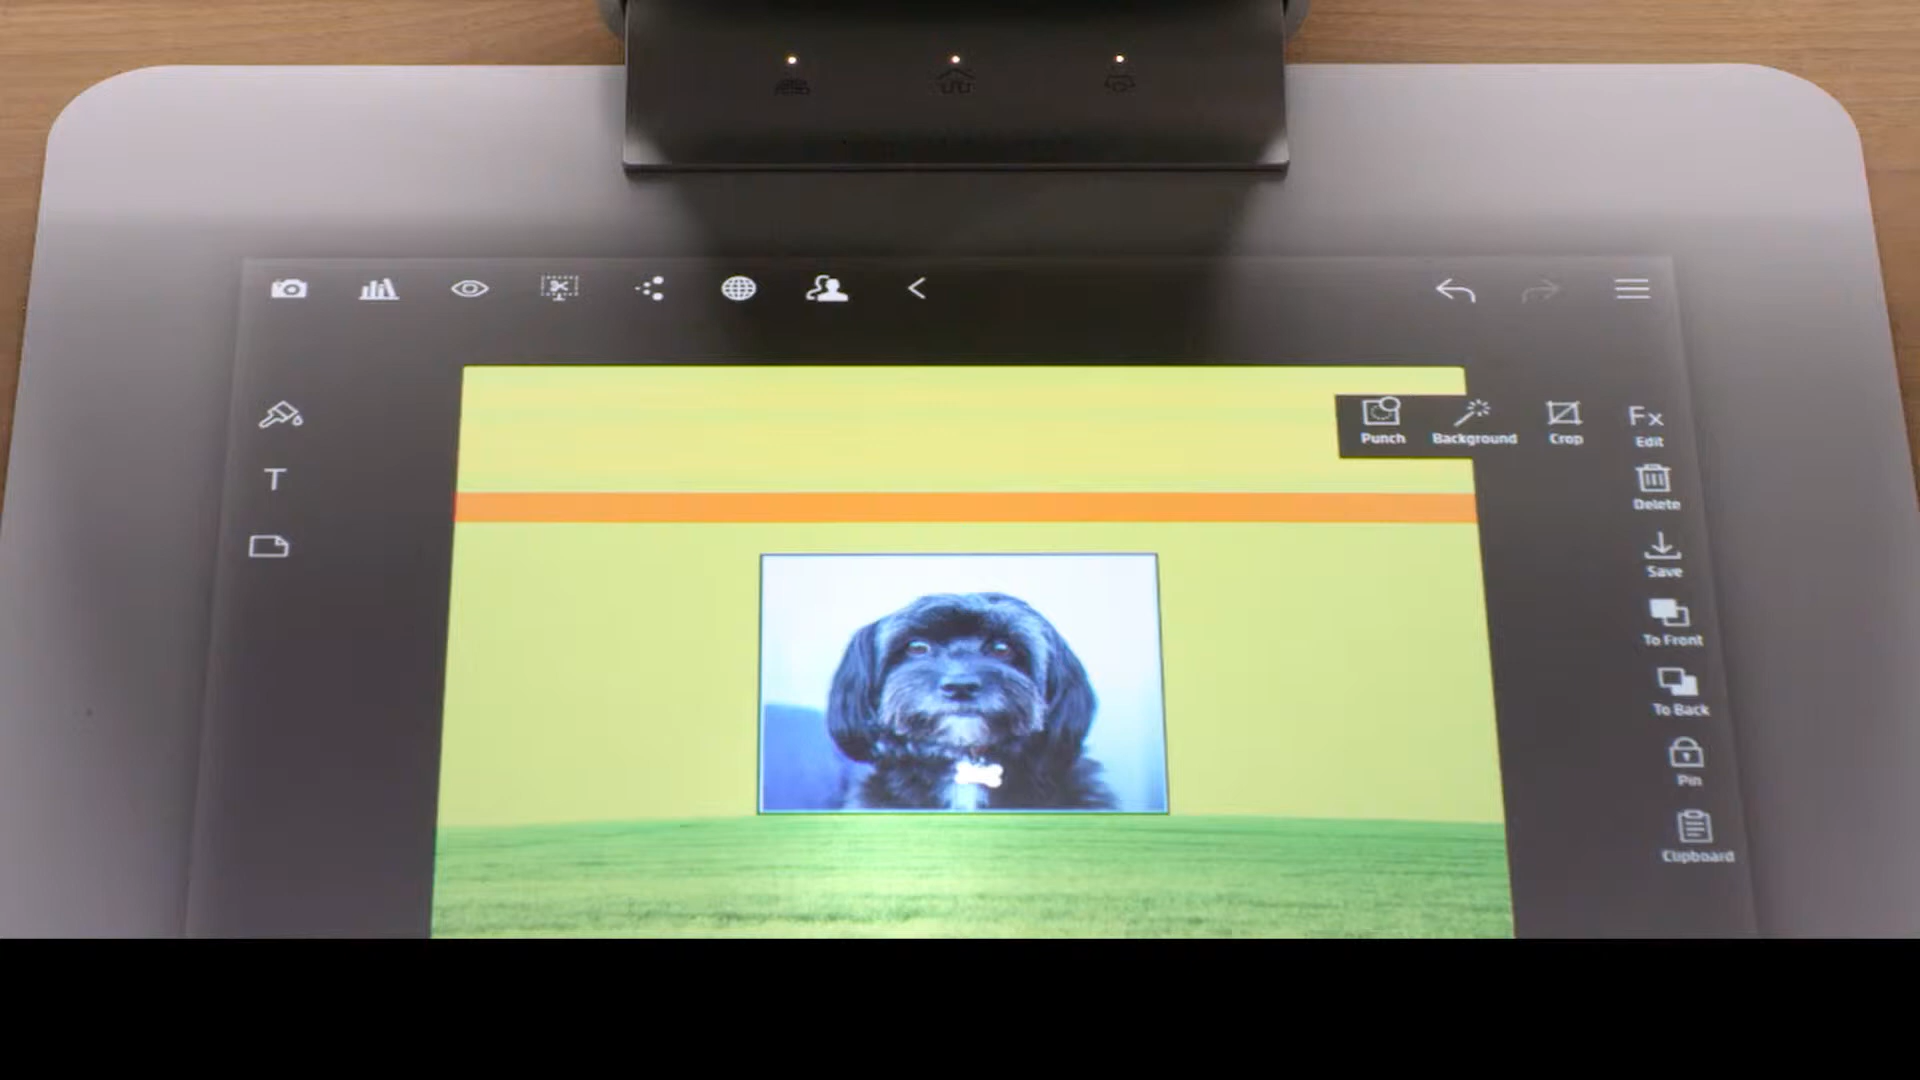 Punch Background Crop Fx
Edit
T
Delete
Save
To Front
To Back
Pin
Clipboard